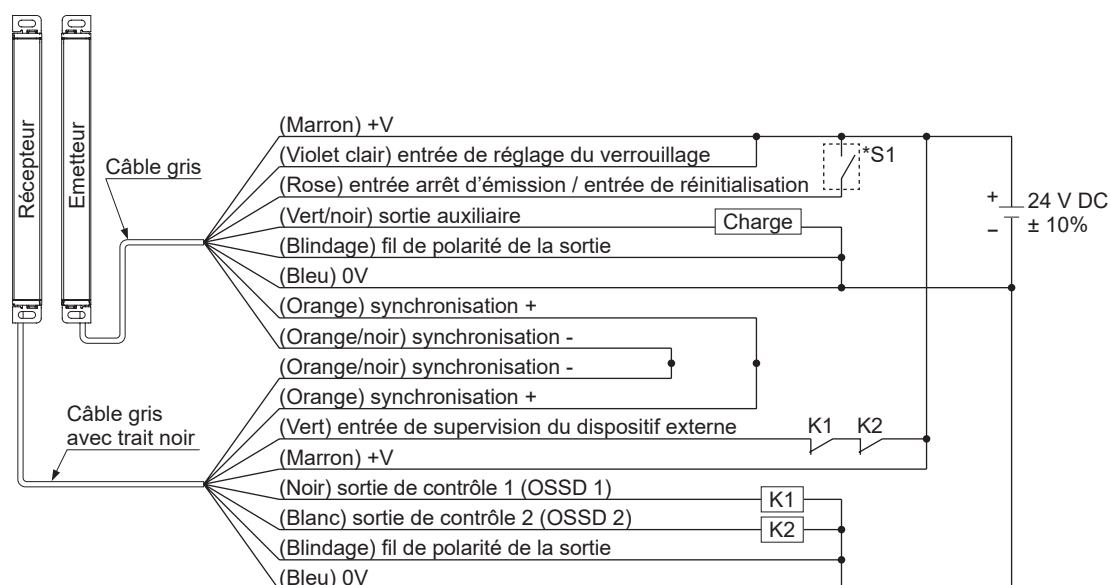 Récepteur
Emetteur
Câble gris
(Marron) +V
(Violet clair) entrée de réglage du verrouillage
*S1
(Rose) entrée arrêt d'émission / entrée de réinitialisation
(Vert/noir) sortie auxiliaire
Charge
(Blindage) fil de polarité de la sortie
(Bleu) 0V
+
−
24 V DC
± 10%
(Orange) synchronisation +
(Orange/noir) synchronisation -
(Orange/noir) synchronisation -
(Orange) synchronisation +
Câble gris
avec trait noir
(Vert) entrée de supervision du dispositif externe
K1 K2
(Marron) +V
(Noir) sortie de contrôle 1 (OSSD 1)
K1
(Blanc) sortie de contrôle 2 (OSSD 2)
K2
(Blindage) fil de polarité de la sortie
(Bleu) 0V